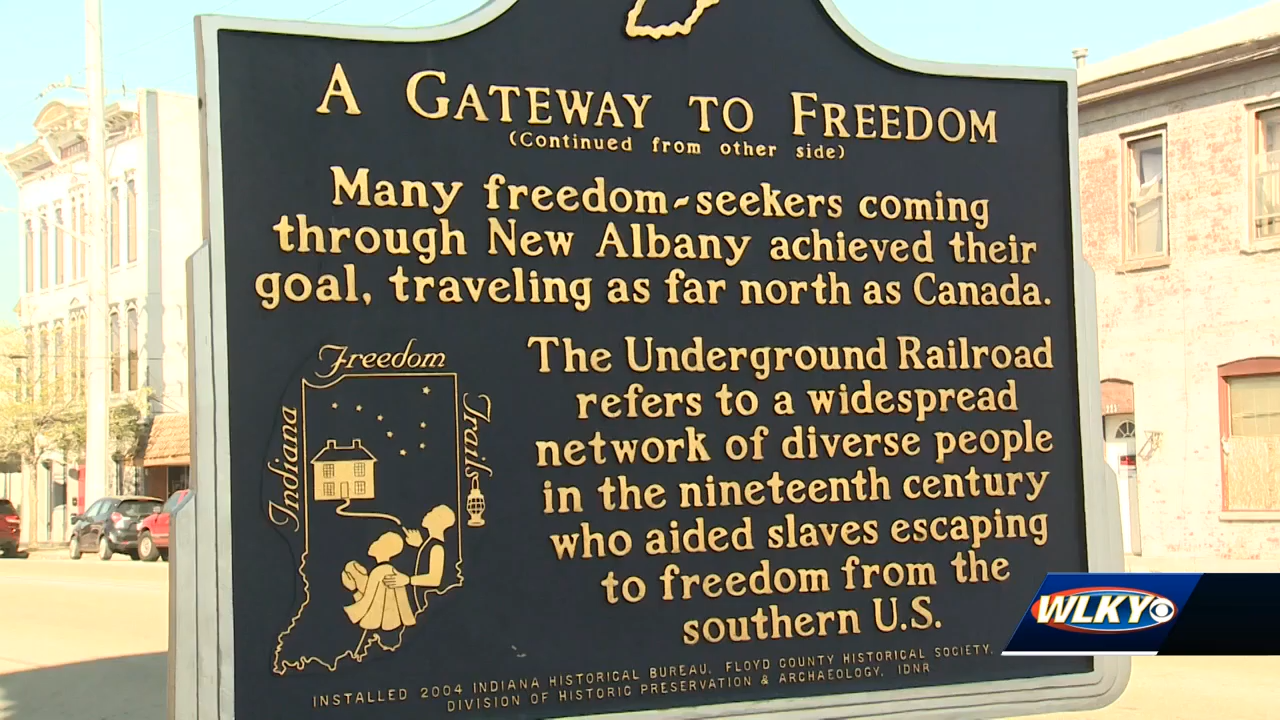 A GATEWAY TO FREEDOM
(Continued from other side)
Many freedom-seekers coming
through New Albany achieved their
goal, traveling as far north as Canada.
Indiana
Freedom
Trails
The Underground Railroad
refers to a widespread
network of diverse people
in the nineteenth century
who aided slaves escaping
to freedom from the
southern U.S.
INSTALLED 2004 INDIANA HISTORICAL BUREAU, FLOYD COUNTY HISTORICAL SOCIETY,
DIVISION OF HISTORIC PRESERVATION & ARCHAEOLOGY, IDNR
WLKY